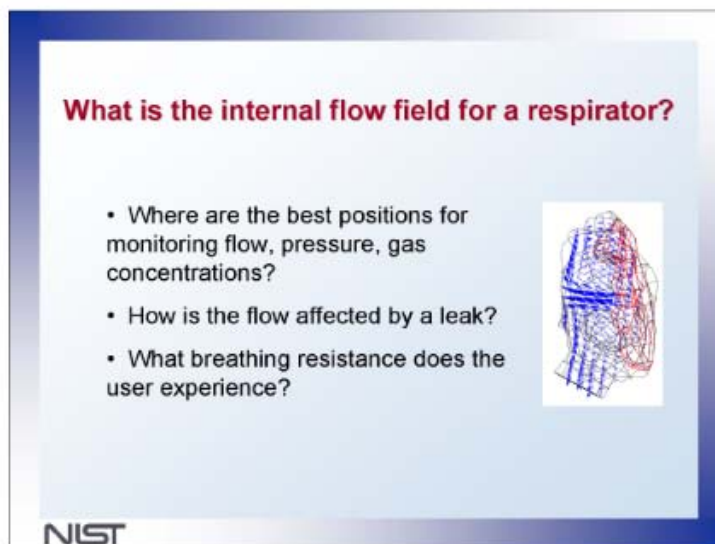 What is the internal flow field for a respirator?
• Where are the best positions for
monitoring flow, pressure, gas
concentrations?
• How is the flow affected by a leak?
• What breathing resistance does the
user experience?
NIST